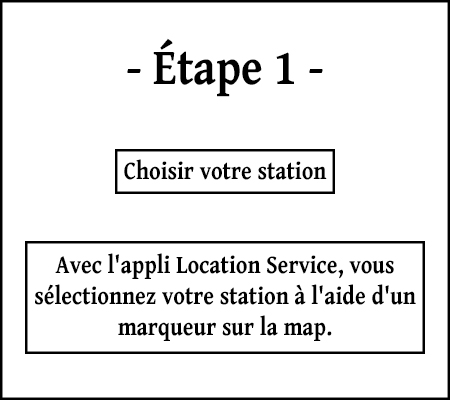 - Étape 1 -
Choisir votre station
Avec l'appli Location Service, vous
sélectionnez votre station à l'aide d'un
marqueur sur la map.